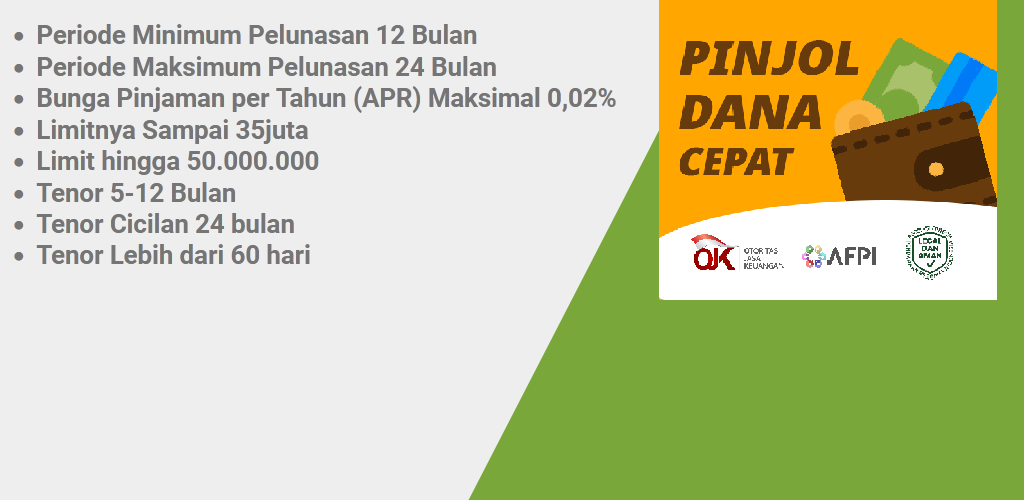 Periode Minimum Pelunasan 12 Bulan
Periode Maksimum Pelunasan 24 Bulan
Bunga Pinjaman per Tahun (APR) Maksimal 0,02%
Limitnya Sampai 35juta
Limit hingga 50.000.000
Tenor 5-12 Bulan
Tenor Cicilan 24 bulan
Tenor Lebih dari 60 hari
PINJOL
DANA
CEPAT
OJK
OTORITAS
JASA
KEUANGAN
AFPI
LEGAL
DAN
AMAN